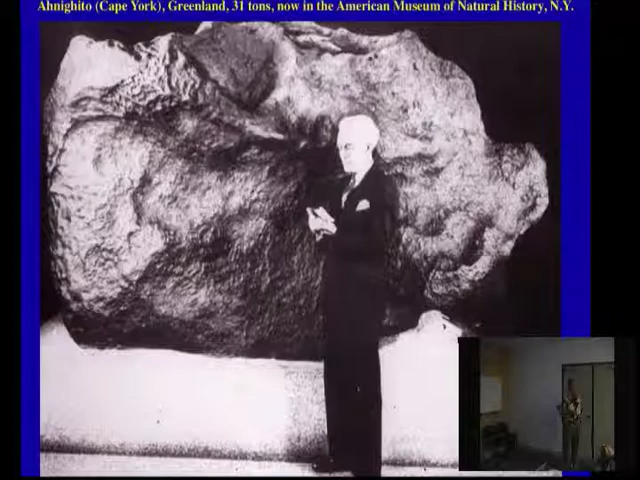 Ahnighito (Cape York), Greenland, 31 tons, now in the American Museum of Natural History, N.Y.